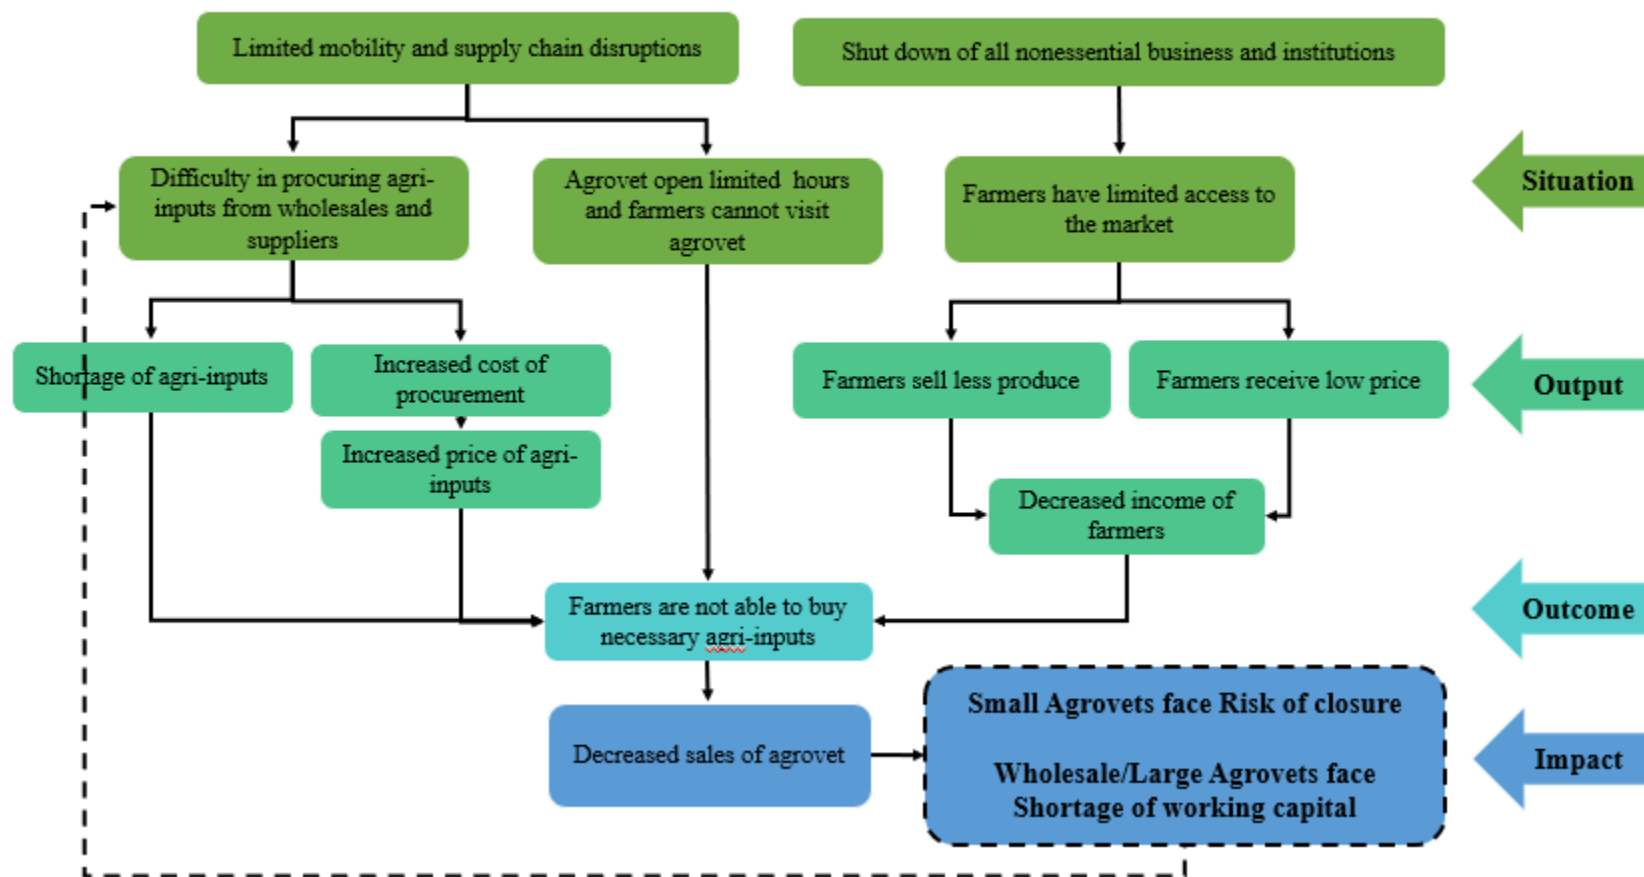 Limited mobility and supply chain disruptions
Shut down of all nonessential business and institutions
Difficulty in procuring agri-
inputs from wholesales and
suppliers
Agrovet open limited hours
and farmers cannot visit
agrovet
Farmers have limited access to
the market
Situation
Shortage of agri-inputs
Increased cost of
procurement
Farmers sell less produce
Farmers receive low price
Output
Increased price of agri-
inputs
Decreased income of
farmers
Farmers are not able to buy
necessary agri-inputs
Outcome
Decreased sales of agrovet
Small Agrovets face Risk of closure
Wholesale/Large Agrovets face
Shortage of working capital
Impact